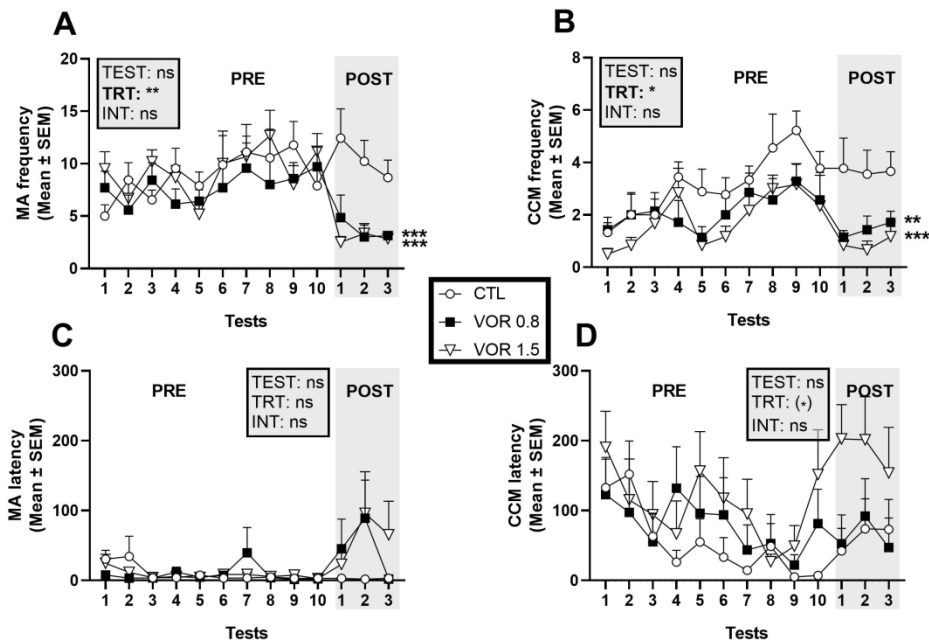 A
MA frequency
(Mean ± SEM)
20
15
10
5
0
TEST: ns
TRT: **
INT: ns
PRE
POST
***
***
1 2 3 4 5 6 7 8 9 10 1 2 3
Tests
B
CCM frequency
(Mean ± SEM)
8
6
4
2
0
TEST: ns
TRT: *
INT: ns
PRE
POST
**
***
1 2 3 4 5 6 7 8 9 10 1 2 3
Tests
CTL
VOR 0.8
VOR 1.5
C
MA latency
(Mean ± SEM)
300
200
100
0
PRE
TEST: ns
TRT: ns
INT: ns
POST
1 2 3 4 5 6 7 8 9 10 1 2 3
Tests
D
CCM latency
(Mean ± SEM)
300
200
100
0
PRE
TEST: ns
TRT: (*)
INT: ns
POST
1 2 3 4 5 6 7 8 9 10 1 2 3
Tests